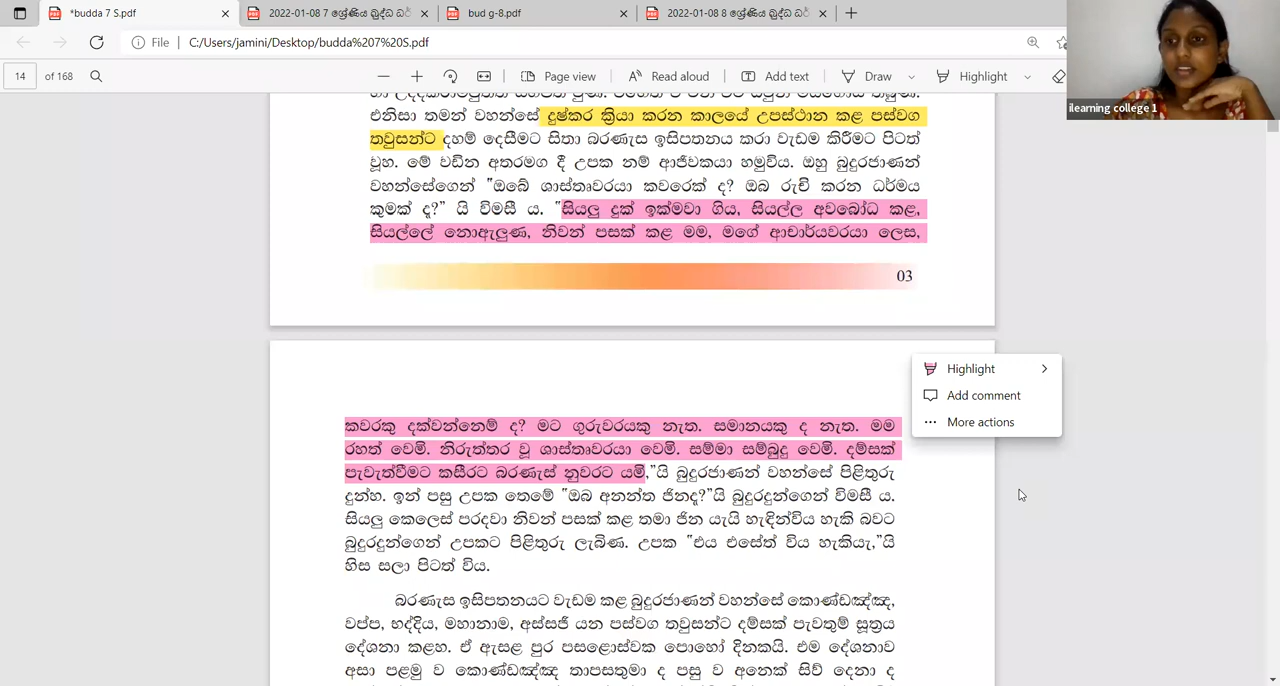 *budda 7 S.pdf
2022-01-08 7 ශ්‍රේණිය බුද්ධ ධර්
bud g-8.pdf
2022-01-08 8 ශ්‍රේණිය බුද්ධ ධර්
File C:/Users/jamini/Desktop/budda%207%20S.pdf
14 of 168 Page view Read aloud Add text Draw Highlight
ilearning college 1
එනිසා තමන් වහන්සේ දුෂ්කර ක්‍රියා කරන කාලයේ උපස්ථාන කළ පස්වග
තවුසන්ට දහම් දෙසීමට සිතා බරණැස ඉසිපතනය කරා වැඩම කිරීමට පිටත්
වූහ. මේ වඩින අතරමග දී උපක නම් ආජීවකයා හමුවිය. ඔහු බුදුරජාණන්
වහන්සේගෙන් "ඔබේ ශාස්තෘවරයා කවරෙක් ද? ඔබ රුචි කරන ධර්මය
කුමක් ද?" යි විමසී ය. "සියලු දුක් ඉක්මවා ගිය, සියල්ල අවබෝධ කළ,
සියල්ලේ නොඇලුණ, නිවන් පසක් කළ මම, මගේ ආචාර්යවරයා ලෙස,
03
Highlight
Add comment
More actions
කවරකු දක්වන්නෙම් ද? මට ගුරුවරයකු නැත. සමානයකු ද නැත. මම
රහත් වෙමි. නිරුත්තර වූ ශාස්තෘවරයා වෙමි. සම්මා සම්බුදු වෙමි. දම්සක්
පැවැත්වීමට කසීරට බරණැස් නුවරට යමි,"යි බුදුරජාණන් වහන්සේ පිළිතුරු
දුන්හ. ඉන් පසු උපක තෙමේ "ඔබ අනන්ත ජිනද?"යි බුදුරදුන්ගෙන් විමසී ය.
සියලු කෙලෙස් පරදවා නිවන් පසක් කළ තමා ජින යැයි හැඳින්විය හැකි බවට
බුදුරදුන්ගෙන් උපකට පිළිතුරු ලැබිණ. උපක "එය එසේත් විය හැකියැ,"යි
හිස සලා පිටත් විය.
බරණැස ඉසිපතනයට වැඩම කළ බුදුරජාණන් වහන්සේ කොණ්ඩඤ්ඤ,
වප්ප, භද්දිය, මහානාම, අස්සජි යන පස්වග තවුසන්ට දම්සක් පැවතුම් සූත්‍රය
දේශනා කළහ. ඒ ඇසළ පුර පසළොස්වක පොහෝ දිනකයි. එම දේශනාව
අසා පළමු ව කොණ්ඩඤ්ඤ තාපසතුමා ද පසු ව අනෙක් සිව් දෙනා ද